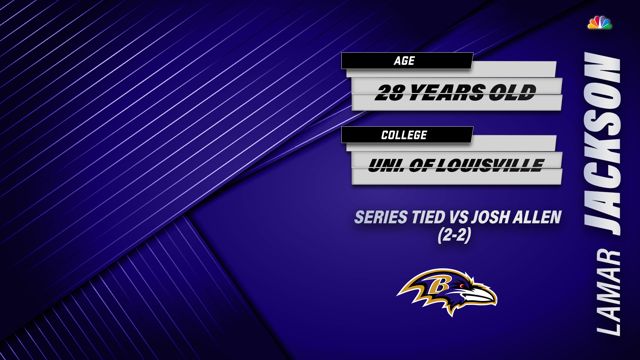 AGE
28 YEARS OLD
COLLEGE
UNI. OF LOUISVILLE
SERIES TIED VS JOSH ALLEN
(2-2)
B
LAMAR JACKSON